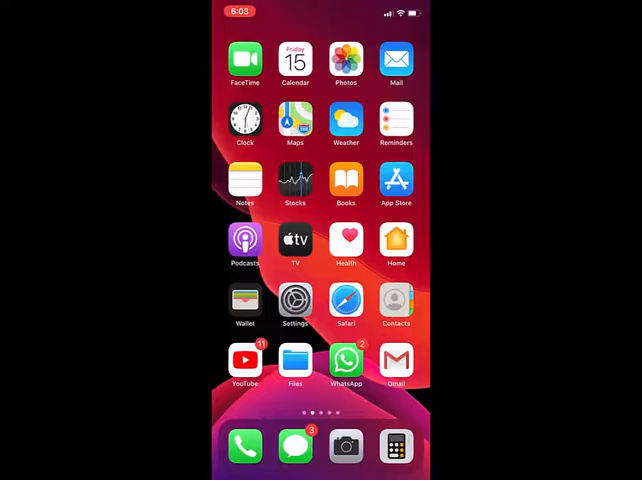 6:03
Friday
15
FaceTime Calendar Photos Mail
Clock Maps Weather Reminders
Notes Stocks Books App Store
tv
Podcasts TV Health Home
Wallet Settings Safari Contacts
11 2
YouTube Files WhatsApp Gmail
3